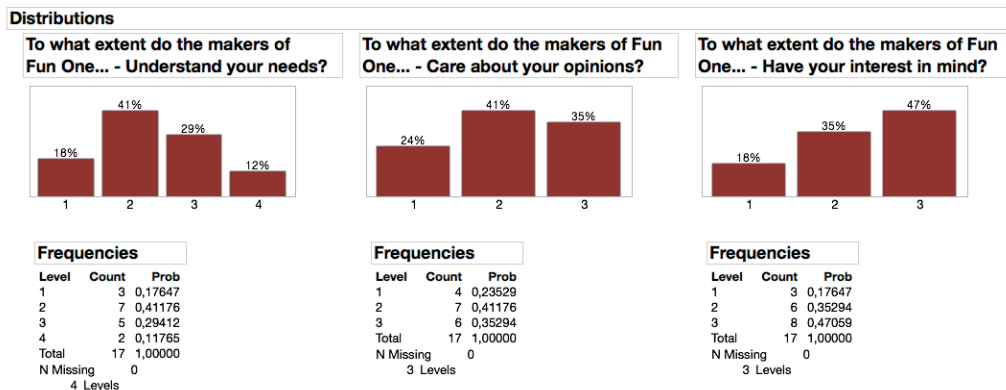 Distributions
To what extent do the makers of
Fun One... - Understand your needs?
18%
41%
29%
12%
1 2 3 4
Frequencies
Level Count Prob
1 3 0,17647
2 7 0,41176
3 5 0,29412
4 2 0,11765
Total 17 1,00000
N Missing 0
4 Levels
To what extent do the makers of Fun
One... - Care about your opinions?
24%
41%
35%
1 2 3
Frequencies
Level Count Prob
1 4 0,23529
2 7 0,41176
3 6 0,35294
Total 17 1,00000
N Missing 0
3 Levels
To what extent do the makers of Fun
One... - Have your interest in mind?
18%
35%
47%
1 2 3
Frequencies
Level Count Prob
1 3 0,17647
2 6 0,35294
3 8 0,47059
Total 17 1,00000
N Missing 0
3 Levels